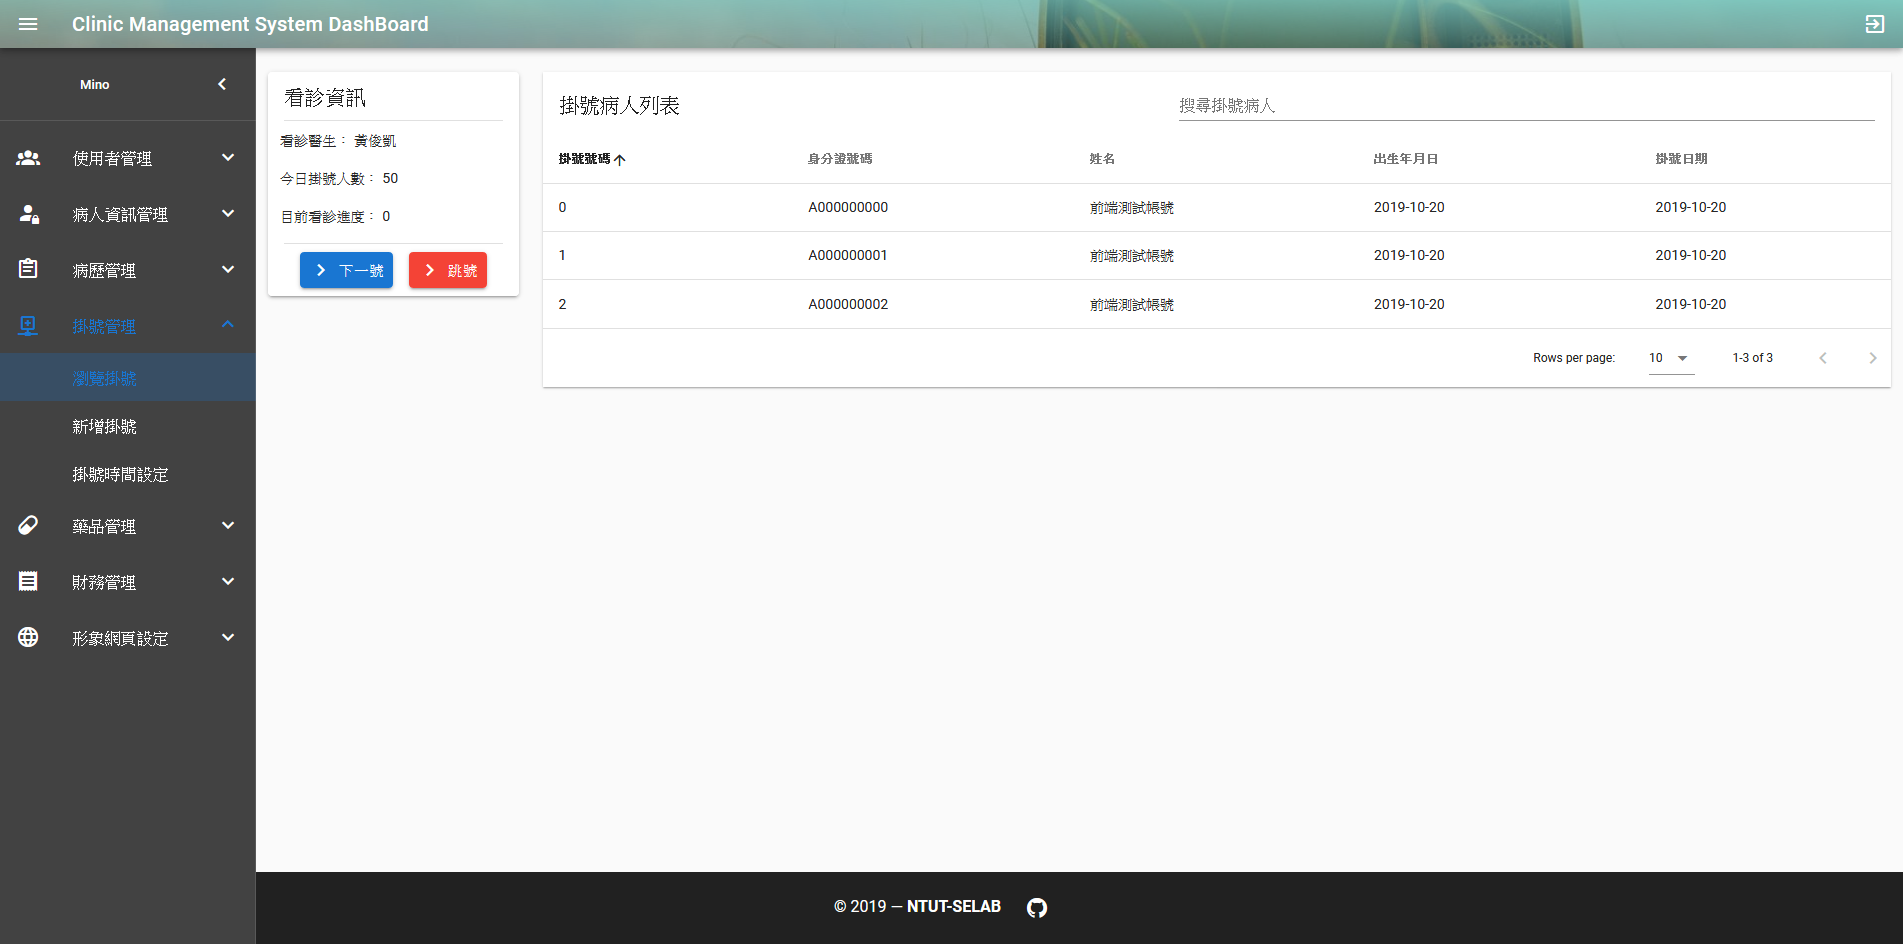 Clinic Management System DashBoard
Mino
使用者管理
病人資訊管理
病歷管理
掛號管理
瀏覽掛號
新增掛號
掛號時間設定
藥品管理
財務管理
形象網頁設定
看診資訊
看診醫生： 黃俊凱
今日掛號人數： 50
目前看診進度： 0
下一號 跳號
掛號病人列表 搜尋掛號病人
掛號號碼 身分證號碼 姓名 出生年月日 掛號日期
0 A000000000 前端測試帳號 2019-10-20 2019-10-20
1 A000000001 前端測試帳號 2019-10-20 2019-10-20
2 A000000002 前端測試帳號 2019-10-20 2019-10-20
Rows per page: 10 1-3 of 3
© 2019 — NTUT-SELAB